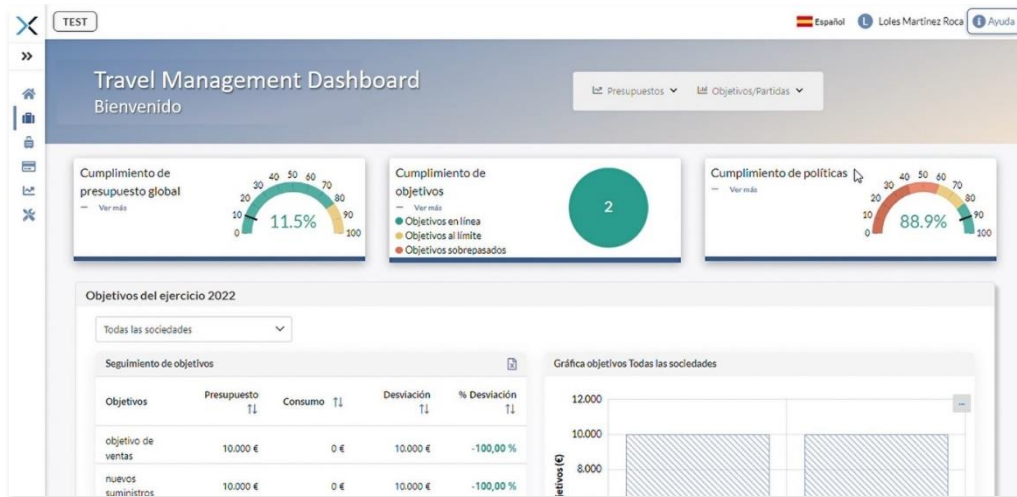 TEST
Español
L
Loles Martínez Roca
Ayuda
Travel Management Dashboard
Bienvenido
Presupuestos
Objetivos/Partidas
Cumplimiento de
presupuesto global
Ver más
0
10
20
30
40
50
60
70
80
90
100
11.5%
Cumplimiento de
objetivos
Ver más
Objetivos en línea
Objetivos al límite
Objetivos sobrepasados
2
Cumplimiento de políticas
Ver más
0
10
20
30
40
50
60
70
80
90
100
88.9%
Objetivos del ejercicio 2022
Todas las sociedades
Seguimiento de objetivos
Objetivos Presupuesto Consumo Desviación % Desviación
objetivo de
ventas
10.000 € 0 € 10.000 € -100,00 %
nuevos
suministros
10.000 € 0 € 10.000 € -100,00 %
Gráfica objetivos Todas las sociedades
12.000
10.000
8.000